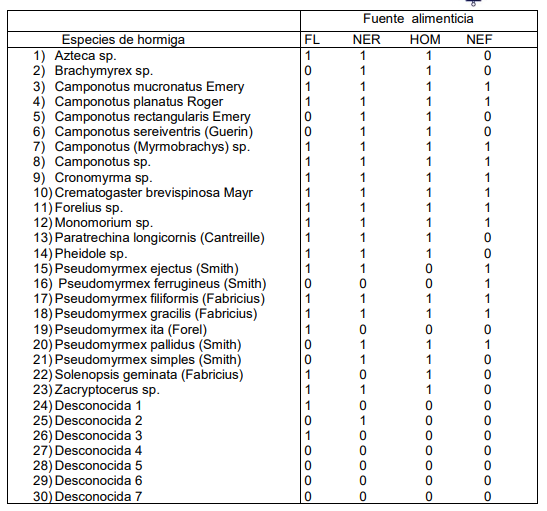 8
Fuente alimenticia
Especies de hormiga FL NER HOM NEF
1) Azteca sp. 1 1 1 0
2) Brachymyrex sp. 0 1 1 0
3) Camponotus mucronatus Emery 1 1 1 1
4) Camponotus planatus Roger 1 1 1 1
5) Camponotus rectangularis Emery 0 1 1 0
6) Camponotus sereiventris (Guerin) 0 1 1 0
7) Camponotus (Myrmobrachys) sp. 1 1 1 1
8) Camponotus sp. 1 1 1 1
9) Cronomyrma sp. 1 1 1 1
10) Crematogaster brevispinosa Mayr 1 1 1 1
11) Forelius sp. 1 1 1 1
12) Monomorium sp. 1 1 1 1
13) Paratrechina longicornis (Cantreille) 1 1 1 0
14) Pheidole sp. 1 1 1 0
15) Pseudomyrmex ejectus (Smith) 1 1 0 1
16) Pseudomyrmex ferrugineus (Smith) 0 0 0 1
17) Pseudomyrmex filiformis (Fabricius) 1 1 1 1
18) Pseudomyrmex gracilis (Fabricius) 1 1 1 1
19) Pseudomyrmex ita (Forel) 1 0 0 0
20) Pseudomyrmex pallidus (Smith) 0 1 1 1
21) Pseudomyrmex simples (Smith) 0 1 1 0
22) Solenopsis geminata (Fabricius) 1 0 1 0
23) Zacryptocerus sp. 1 1 1 0
24) Desconocida 1 1 0 0 0
25) Desconocida 2 0 1 0 0
26) Desconocida 3 1 0 0 0
27) Desconocida 4 0 0 0 0
28) Desconocida 5 0 0 0 0
29) Desconocida 6 0 0 0 0
30) Desconocida 7 0 0 0 0